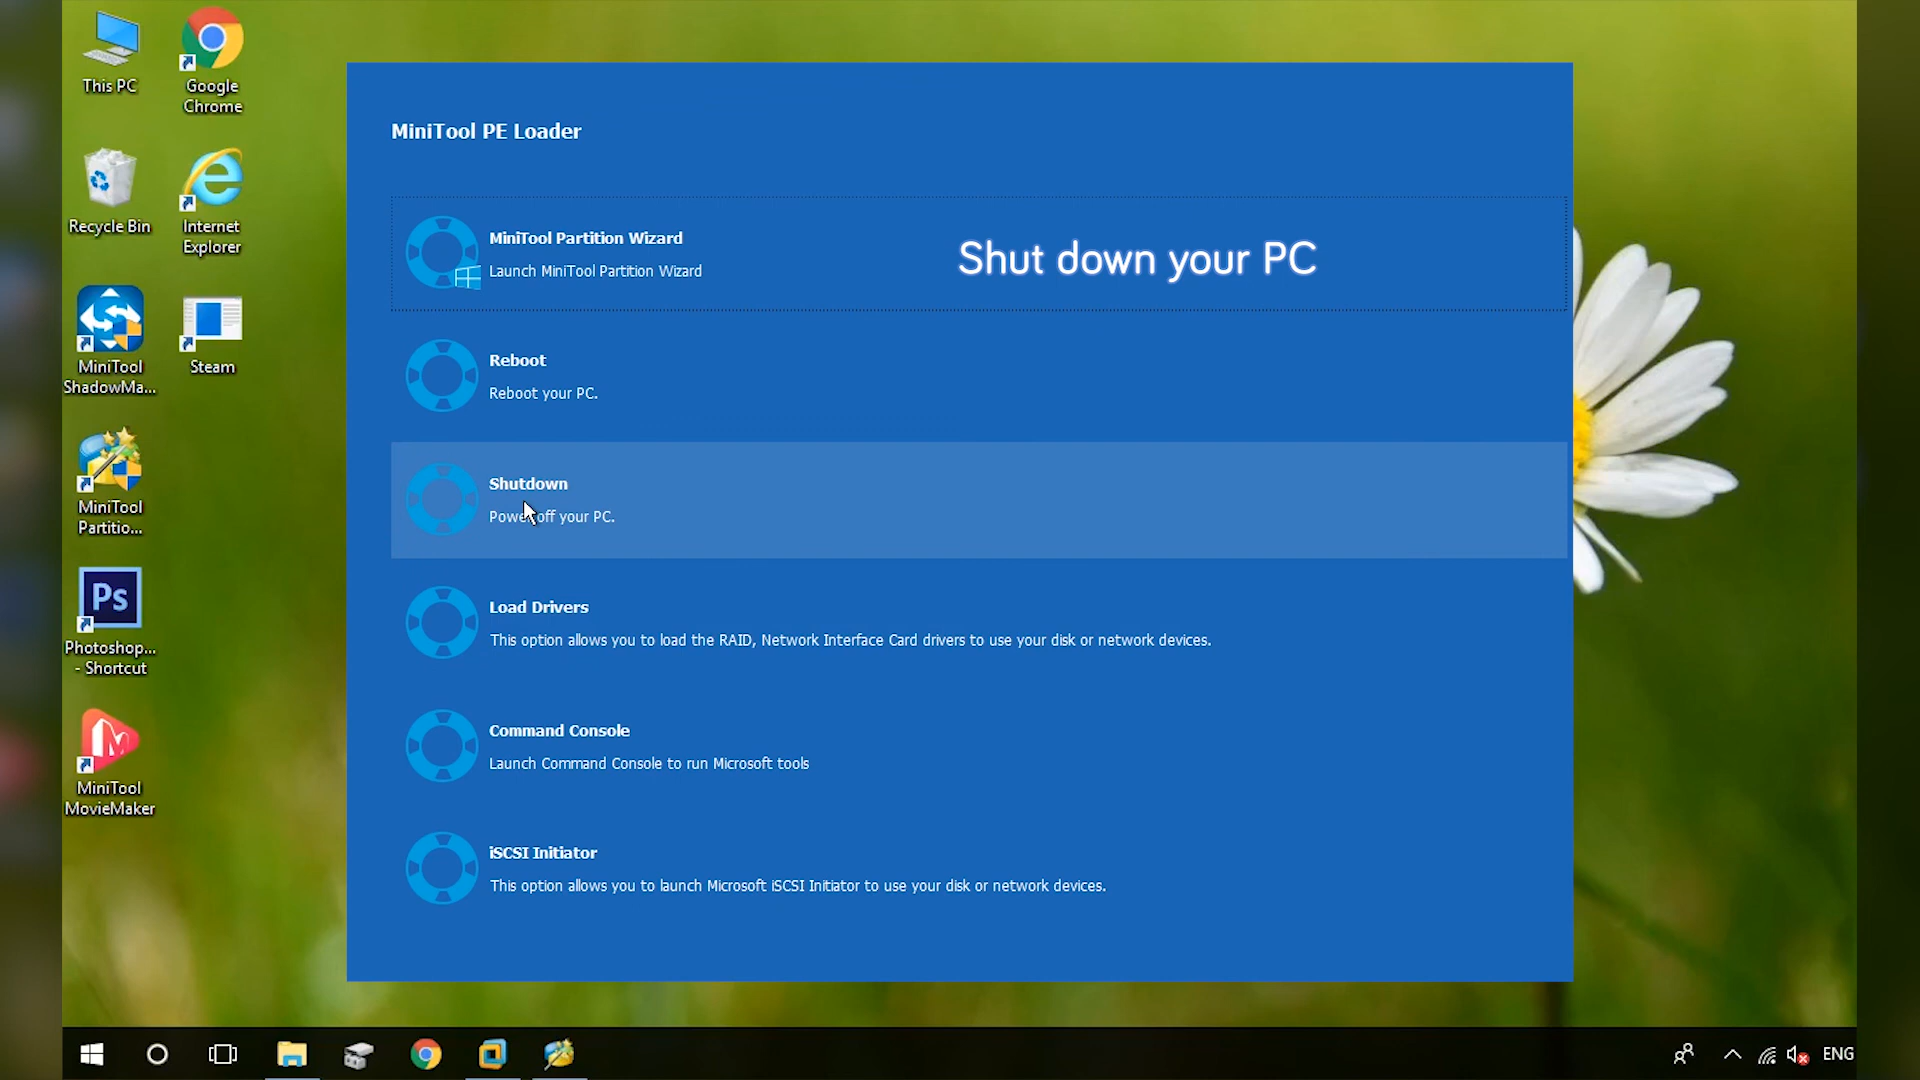 This PC
Google
Chrome
Recycle Bin
Internet
Explorer
MiniTool
ShadowMa...
Steam
MiniTool
Partitio...
Ps
Photoshop...
- Shortcut
MiniTool
MovieMaker
MiniTool PE Loader
MiniTool Partition Wizard
Launch MiniTool Partition Wizard
Shut down your PC
Reboot
Reboot your PC.
Shutdown
Power off your PC.
Load Drivers
This option allows you to load the RAID, Network Interface Card drivers to use your disk or network devices.
Command Console
Launch Command Console to run Microsoft tools
iSCSI Initiator
This option allows you to launch Microsoft iSCSI Initiator to use your disk or network devices.
ENG